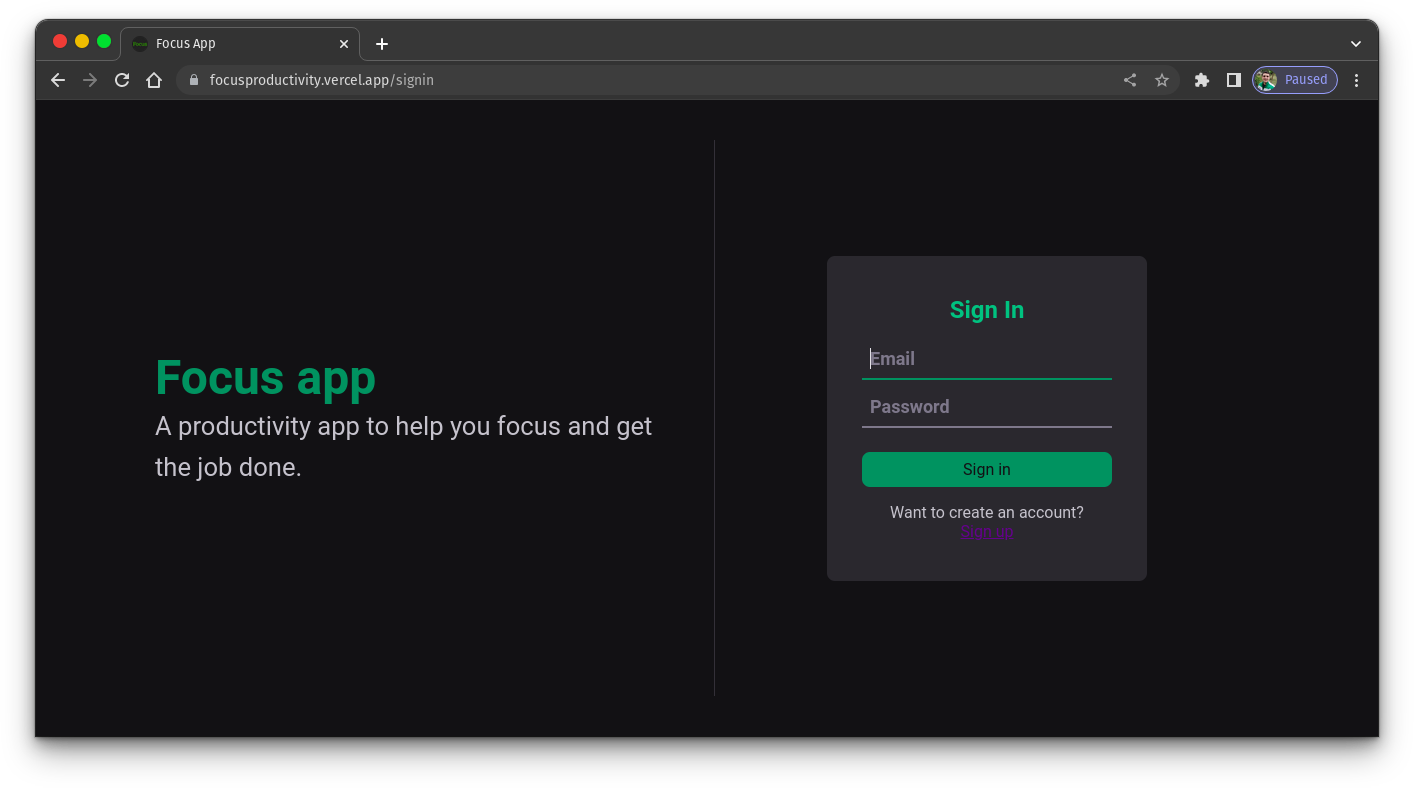 Focus App
focusproductivity.vercel.app/signin
Paused
Focus app
A productivity app to help you focus and get
the job done.
Sign In
Email
Password
Sign in
Want to create an account?
Sign up